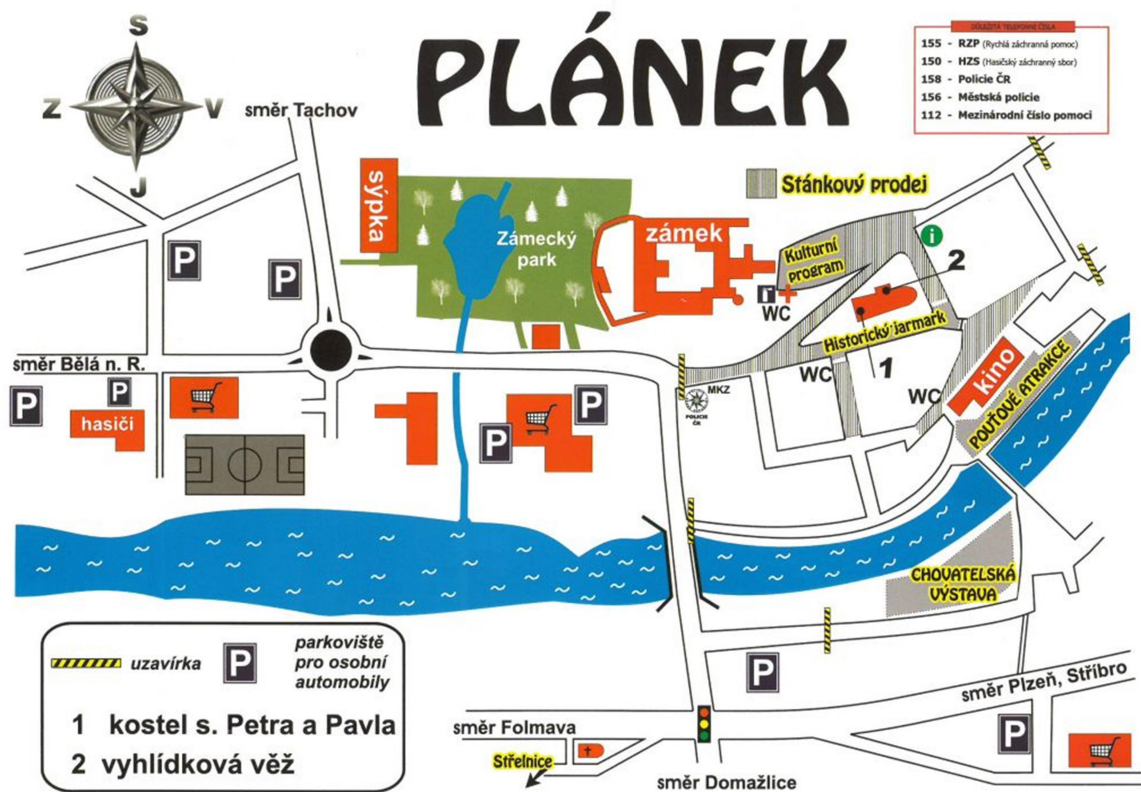 PLÁNEK
S
Z
V
J
DŮLEŽITÁ TELEFONNÍ ČÍSLA
155 - RZP (Rychlá záchranná pomoc)
150 - HZS (Hasičský záchranný sbor)
158 - Policie ČR
156 - Městská policie
112 - Mezinárodní číslo pomoci
směr Tachov
sýpka
Zámecký
park
zámek
Stánkový prodej
Kulturní
program
i
2
WC
Historický jarmark
1
P
P
směr Bělá n. R.
P
P
hasiči
P
P
MKZ
POLICIE
ČR
WC
WC
kino
POUŤOVÉ ATRAKCE
CHOVATELSKÁ
VÝSTAVA
uzavírka
P
parkoviště
pro osobní
automobily
1 kostel s. Petra a Pavla
2 vyhlídková věž
P
směr Plzeň, Stříbro
směr Folmava
P
Střelnice
směr Domažlice